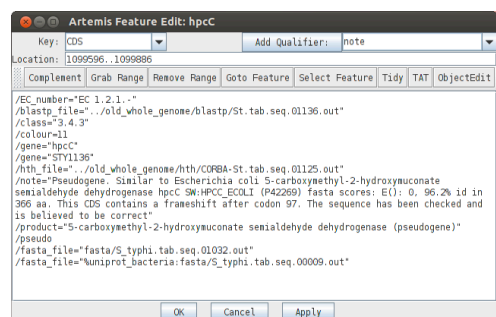 Artemis Feature Edit: hpcC
Key: CDS Add Qualifier: note
Location: 1099596..1099886
Complement Grab Range Remove Range Goto Feature Select Feature Tidy TAT ObjectEdit
/EC_number="EC 1.2.1.-"
/blastp_file="../old_whole_genome/blastp/St.tab.seq.01136.out"
/class="3.4.3"
/colour=11
/gene="hpcC"
/gene="STY1136"
/hth_file="../old_whole_genome/hth/CORBA-St.tab.seq.01125.out"
/note="Pseudogene. Similar to Escherichia coli 5-carboxymethyl-2-hydroxymuconate
semialdehyde dehydrogenase hpcC SW:HPCC_ECOLI (P42269) fasta scores: E(): 0, 96.2% id in
366 aa. This CDS contains a frameshift after codon 97. The sequence has been checked and
is believed to be correct"
/product="5-carboxymethyl-2-hydroxymuconate semialdehyde dehydrogenase (pseudogene)"
/pseudo
/fasta_file="fasta/S_typhi.tab.seq.01032.out"
/fasta_file="%uniprot_bacteria:fasta/S_typhi.tab.seq.00009.out"
OK Cancel Apply